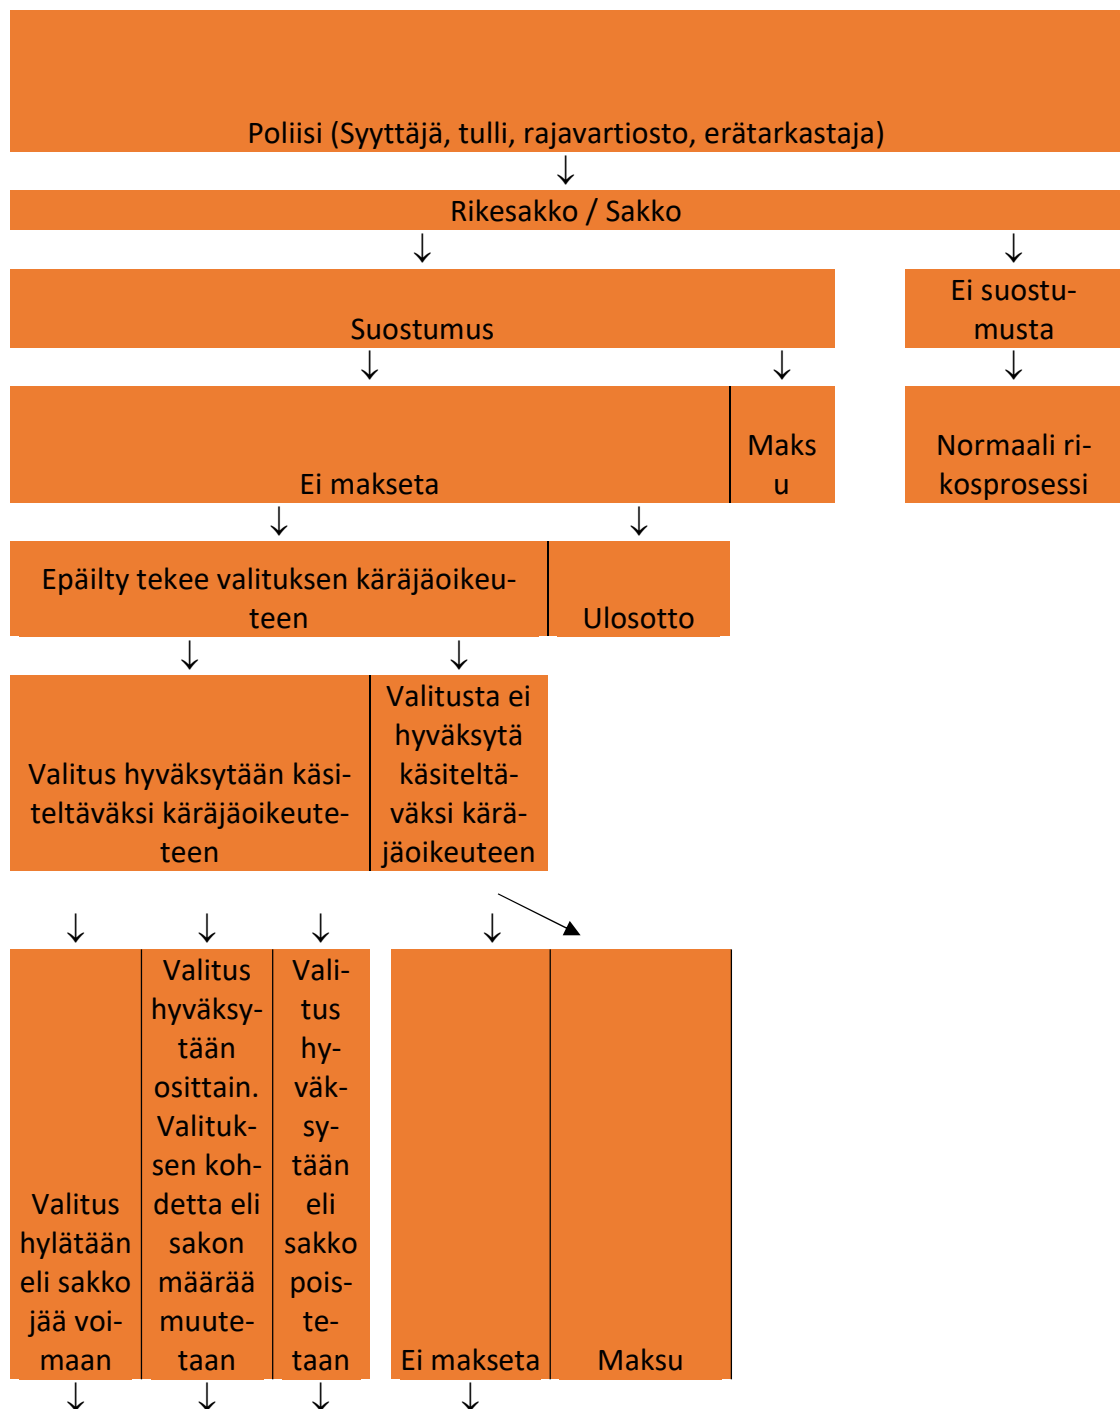 Poliisi (Syyttäjä, tulli, rajavartiosto, erätarkastaja)
↓
Rikesakko / Sakko
↓ ↓
Suostumus
Ei suostu-
musta
↓ ↓ ↓
Ei makseta
Maks
u
Normaali ri-
kosprosessi
↓ ↓
Epäilty tekee valituksen käräjäoikeu-
teen
Ulosotto
↓ ↓
Valitus hyväksytään käsi-
teltäväksi käräjäoikeute-
teen
Valitusta ei
hyväksytä
käsiteltä-
väksi kärä-
jäoikeuteen
↓ ↓ ↓ ↓
Valitus
hylätään
eli sakko
jää voi-
maan
Valitus
hyväksy-
tään
osittain.
Valituk-
sen koh-
detta eli
sakon
määrää
muute-
taan
Vali-
tus
hy-
väk-
sy-
tään
eli
sakko
pois-
te-
taan
Ei makseta
Maksu
↓ ↓ ↓ ↓